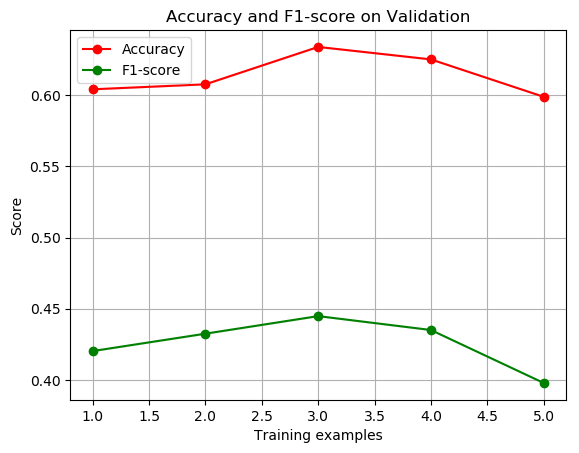 Accuracy and F1-score on Validation
Accuracy
F1-score
0.60
0.55
0.50
0.45
0.40
Score
1.0 1.5 2.0 2.5 3.0 3.5 4.0 4.5 5.0
Training examples